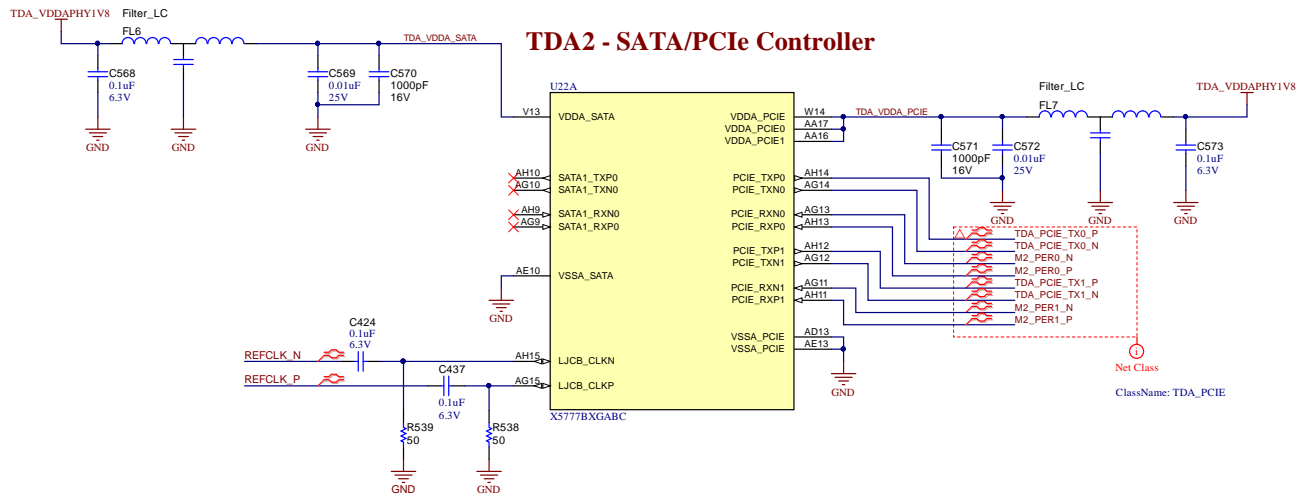 TDA_VDDAPHY1V8
Filter_LC
FL6
C568
0.1uF
6.3V
GND
GND
C569
0.01uF
25V
C570
1000pF
16V
GND
TDA_VDDA_SATA
TDA2 - SATA/PCIe Controller
U22A
V13
VDDA_SATA
AH10
SATA1_TXP0
AG10
SATA1_TXN0
AH9
SATA1_RXN0
AG9
SATA1_RXP0
AE10
VSSA_SATA
GND
C424
0.1uF
6.3V
REFCLK_N
AH15
LJCB_CLKN
C437
REFCLK_P
AG15
LJCB_CLKP
0.1uF
6.3V
X5777BXGABC
R539
50
R538
50
GND
GND
VDDA_PCIE
W14
VDDA_PCIE0
AA17
VDDA_PCIE1
AA16
PCIE_TXP0
AH14
PCIE_TXN0
AG14
PCIE_RXN0
AG13
PCIE_RXP0
AH13
PCIE_TXP1
AH12
PCIE_TXN1
AG12
PCIE_RXN1
AG11
PCIE_RXP1
AH11
VSSA_PCIE
AD13
VSSA_PCIE
AE13
GND
TDA_VDDA_PCIE
Filter_LC
FL7
TDA_VDDAPHY1V8
C571
1000pF
16V
C572
0.01uF
25V
C573
0.1uF
6.3V
GND
GND
GND
TDA_PCIE_TX0_P
TDA_PCIE_TX0_N
M2_PER0_N
M2_PER0_P
TDA_PCIE_TX1_P
TDA_PCIE_TX1_N
M2_PER1_N
M2_PER1_P
i
Net Class
ClassName: TDA_PCIE